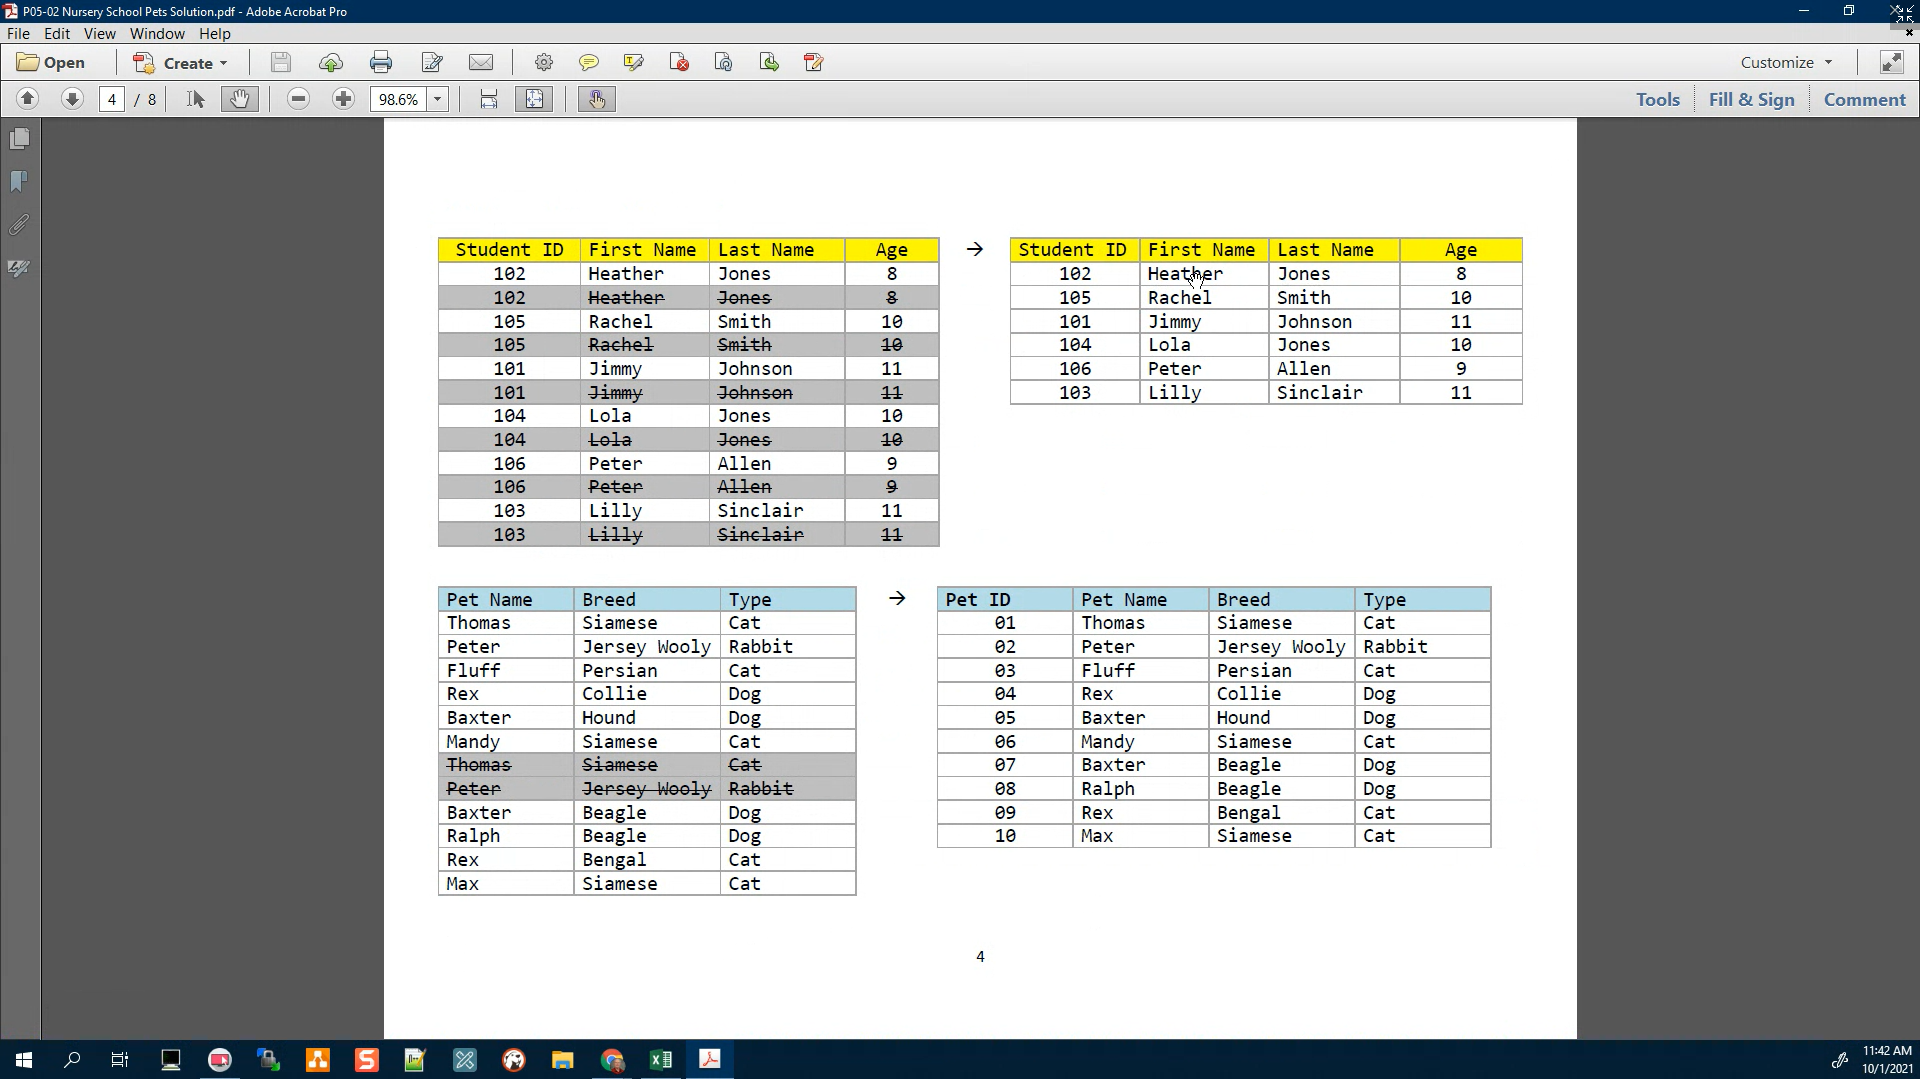 P05-02 Nursery School Pets Solution.pdf - Adobe Acrobat Pro
File Edit View Window Help
Open Create Customize
4 / 8 98.6% Tools Fill & Sign Comment
Student ID First Name Last Name Age → Student ID First Name Last Name Age
102 Heather Jones 8 102 Heather Jones 8
102 Heather Jones 8 105 Rachel Smith 10
105 Rachel Smith 10 101 Jimmy Johnson 11
105 Rachel Smith 10 104 Lola Jones 10
101 Jimmy Johnson 11 106 Peter Allen 9
101 Jimmy Johnson 11 103 Lilly Sinclair 11
104 Lola Jones 10
104 Lola Jones 10
106 Peter Allen 9
106 Peter Allen 9
103 Lilly Sinclair 11
103 Lilly Sinclair 11
Pet Name Breed Type → Pet ID Pet Name Breed Type
Thomas Siamese Cat 01 Thomas Siamese Cat
Peter Jersey Wooly Rabbit 02 Peter Jersey Wooly Rabbit
Fluff Persian Cat 03 Fluff Persian Cat
Rex Collie Dog 04 Rex Collie Dog
Baxter Hound Dog 05 Baxter Hound Dog
Mandy Siamese Cat 06 Mandy Siamese Cat
Thomas Siamese Cat 07 Baxter Beagle Dog
Peter Jersey Wooly Rabbit 08 Ralph Beagle Dog
Baxter Beagle Dog 09 Rex Bengal Cat
Ralph Beagle Dog 10 Max Siamese Cat
Rex Bengal Cat
Max Siamese Cat
4
11:42 AM
10/1/2021